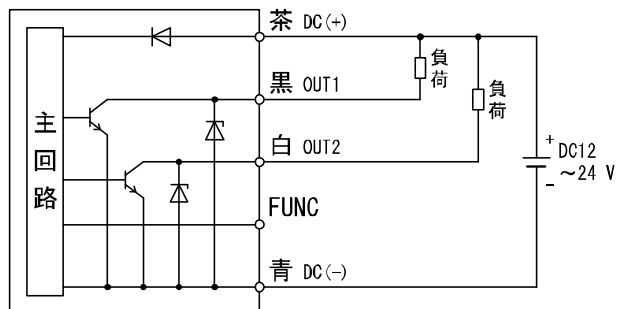 茶 DC(+)
負荷
黒 OUT1
負荷
主回路
白 OUT2
+
DC12
～24 V
−
FUNC
青 DC(−)